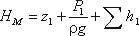 H_M = z_1 + P_1/ρg + ∑ h_1